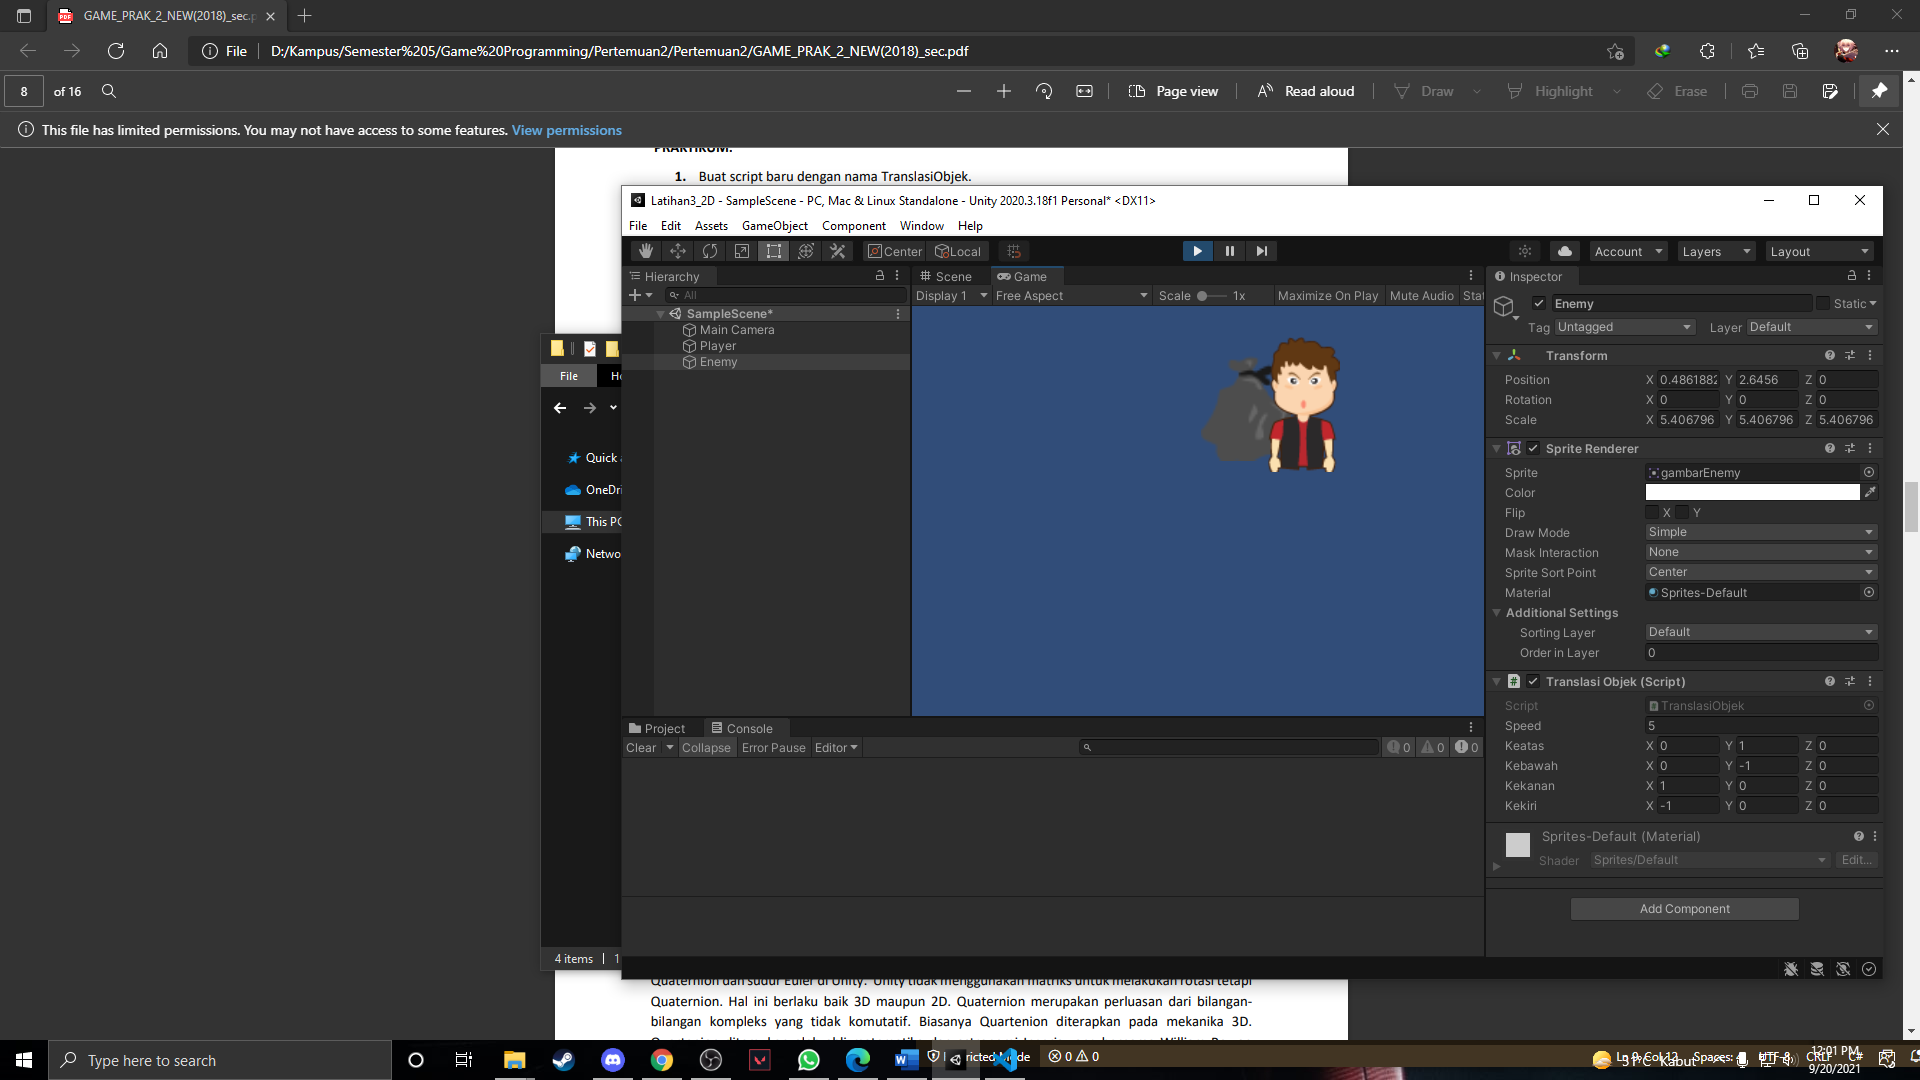 GAME_PRAK_2_NEW(2018)_sec.p
File
D:/Kampus/Semester%205/Game%20Programming/Pertemuan2/Pertemuan2/GAME_PRAK_2_NEW(2018)_sec.pdf
8 of 16
Page view
Read aloud
Draw
Highlight
Erase
This file has limited permissions. You may not have access to some features. View permissions
PRAKTIKUM:
1. Buat script baru dengan nama TranslasiObjek.
Latihan3_2D - SampleScene - PC, Mac & Linux Standalone - Unity 2020.3.18f1 Personal* <DX11>
File Edit Assets GameObject Component Window Help
Center Local
Account Layers Layout
Hierarchy
All
SampleScene*
Main Camera
Player
Enemy
Scene Game
Display 1 Free Aspect Scale 1x Maximize On Play Mute Audio Stat
Inspector
Enemy Static
Tag Untagged Layer Default
Transform
Position X 0.4861882 Y 2.6456 Z 0
Rotation X 0 Y 0 Z 0
Scale X 5.406796 Y 5.406796 Z 5.406796
Sprite Renderer
Sprite gambarEnemy
Color
Flip X Y
Draw Mode Simple
Mask Interaction None
Sprite Sort Point Center
Material Sprites-Default
Additional Settings
Sorting Layer Default
Order in Layer 0
Translasi Objek (Script)
Script TranslasiObjek
Speed 5
Keatas X 0 Y 1 Z 0
Kebawah X 0 Y -1 Z 0
Kekanan X 1 Y 0 Z 0
Kekiri X -1 Y 0 Z 0
Sprites-Default (Material)
Shader Sprites/Default Edit...
Add Component
Project Console
Clear Collapse Error Pause Editor
0 0 0
File
Quick
OneDri
This PC
Netwo
4 items 1
Quaternion dan sudut Euler di Unity. Unity tidak menggunakan matriks untuk melakukan rotasi tetapi
Quaternion. Hal ini berlaku baik 3D maupun 2D. Quaternion merupakan perluasan dari bilangan-
bilangan kompleks yang tidak komutatif. Biasanya Quartenion diterapkan pada mekanika 3D.
Type here to search
0 0
31°C Kabut
UTF-8
CRLF
C#
12:01 PM
9/20/2021